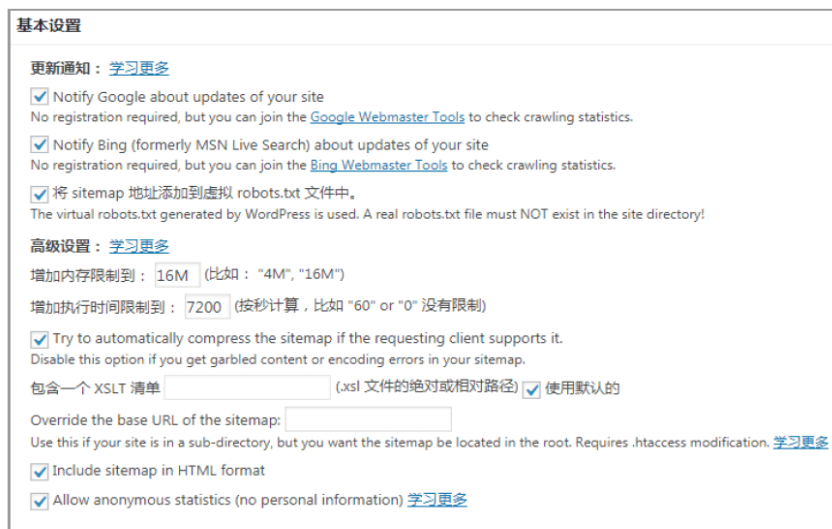 基本设置
更新通知： 学习更多
Notify Google about updates of your site
No registration required, but you can join the Google Webmaster Tools to check crawling statistics.
Notify Bing (formerly MSN Live Search) about updates of your site
No registration required, but you can join the Bing Webmaster Tools to check crawling statistics.
将 sitemap 地址添加到虚拟 robots.txt 文件中。
The virtual robots.txt generated by WordPress is used. A real robots.txt file must NOT exist in the site directory!
高级设置： 学习更多
增加内存限制到： 16M (比如： "4M", "16M")
增加执行时间限制到： 7200 (按秒计算，比如 "60" or "0" 没有限制)
Try to automatically compress the sitemap if the requesting client supports it.
Disable this option if you get garbled content or encoding errors in your sitemap.
包含一个 XSLT 清单 (.xsl 文件的绝对或相对路径) 使用默认的
Override the base URL of the sitemap:
Use this if your site is in a sub-directory, but you want the sitemap be located in the root. Requires .htaccess modification. 学习更多
Include sitemap in HTML format
Allow anonymous statistics (no personal information) 学习更多